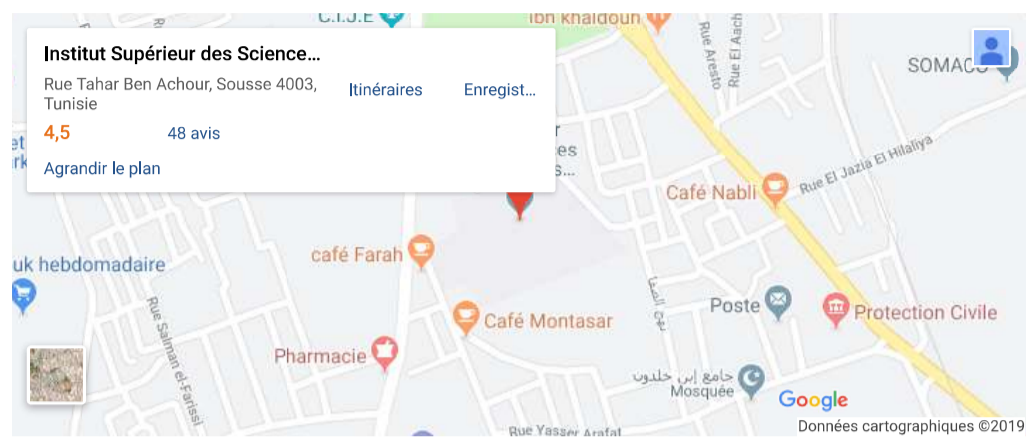 C.I.J.E
Ibn khaldoun
Institut Supérieur des Science...
Rue Tahar Ben Achour, Sousse 4003,
Tunisie
Itinéraires
Enregist...
4,5
48 avis
Agrandir le plan
Rue Aresto
Rue El Aach
SOMACO
Rue El Jazia El Hilaliya
Café Nabli
café Farah
uk hebdomadaire
Rue Salman el-Farissi
Café Montasar
Poste
Protection Civile
نهج الصفا
Pharmacie
جامع إبن خلدون
Mosquée
Google
Rue Yasser Arafat
Données cartographiques ©2019